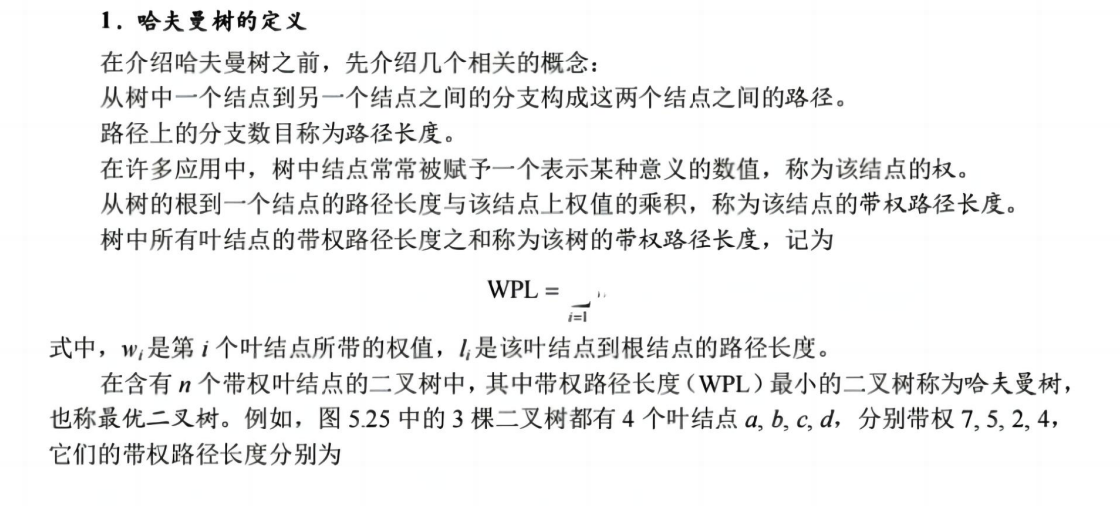 1. 哈夫曼树的定义
在介绍哈夫曼树之前，先介绍几个相关的概念：
从树中一个结点到另一个结点之间的分支构成这两个结点之间的路径。
路径上的分支数目称为路径长度。
在许多应用中，树中结点常常被赋予一个表示某种意义的数值，称为该结点的权。
从树的根到一个结点的路径长度与该结点上权值的乘积，称为该结点的带权路径长度。
树中所有叶结点的带权路径长度之和称为该树的带权路径长度，记为
WPL =
i=1
式中，wᵢ是第 i 个叶结点所带的权值，lᵢ是该叶结点到根结点的路径长度。
在含有 n 个带权叶结点的二叉树中，其中带权路径长度（WPL）最小的二叉树称为哈夫曼树，
也称最优二叉树。例如，图 5.25 中的 3 棵二叉树都有 4 个叶结点 a, b, c, d，分别带权 7, 5, 2, 4，
它们的带权路径长度分别为